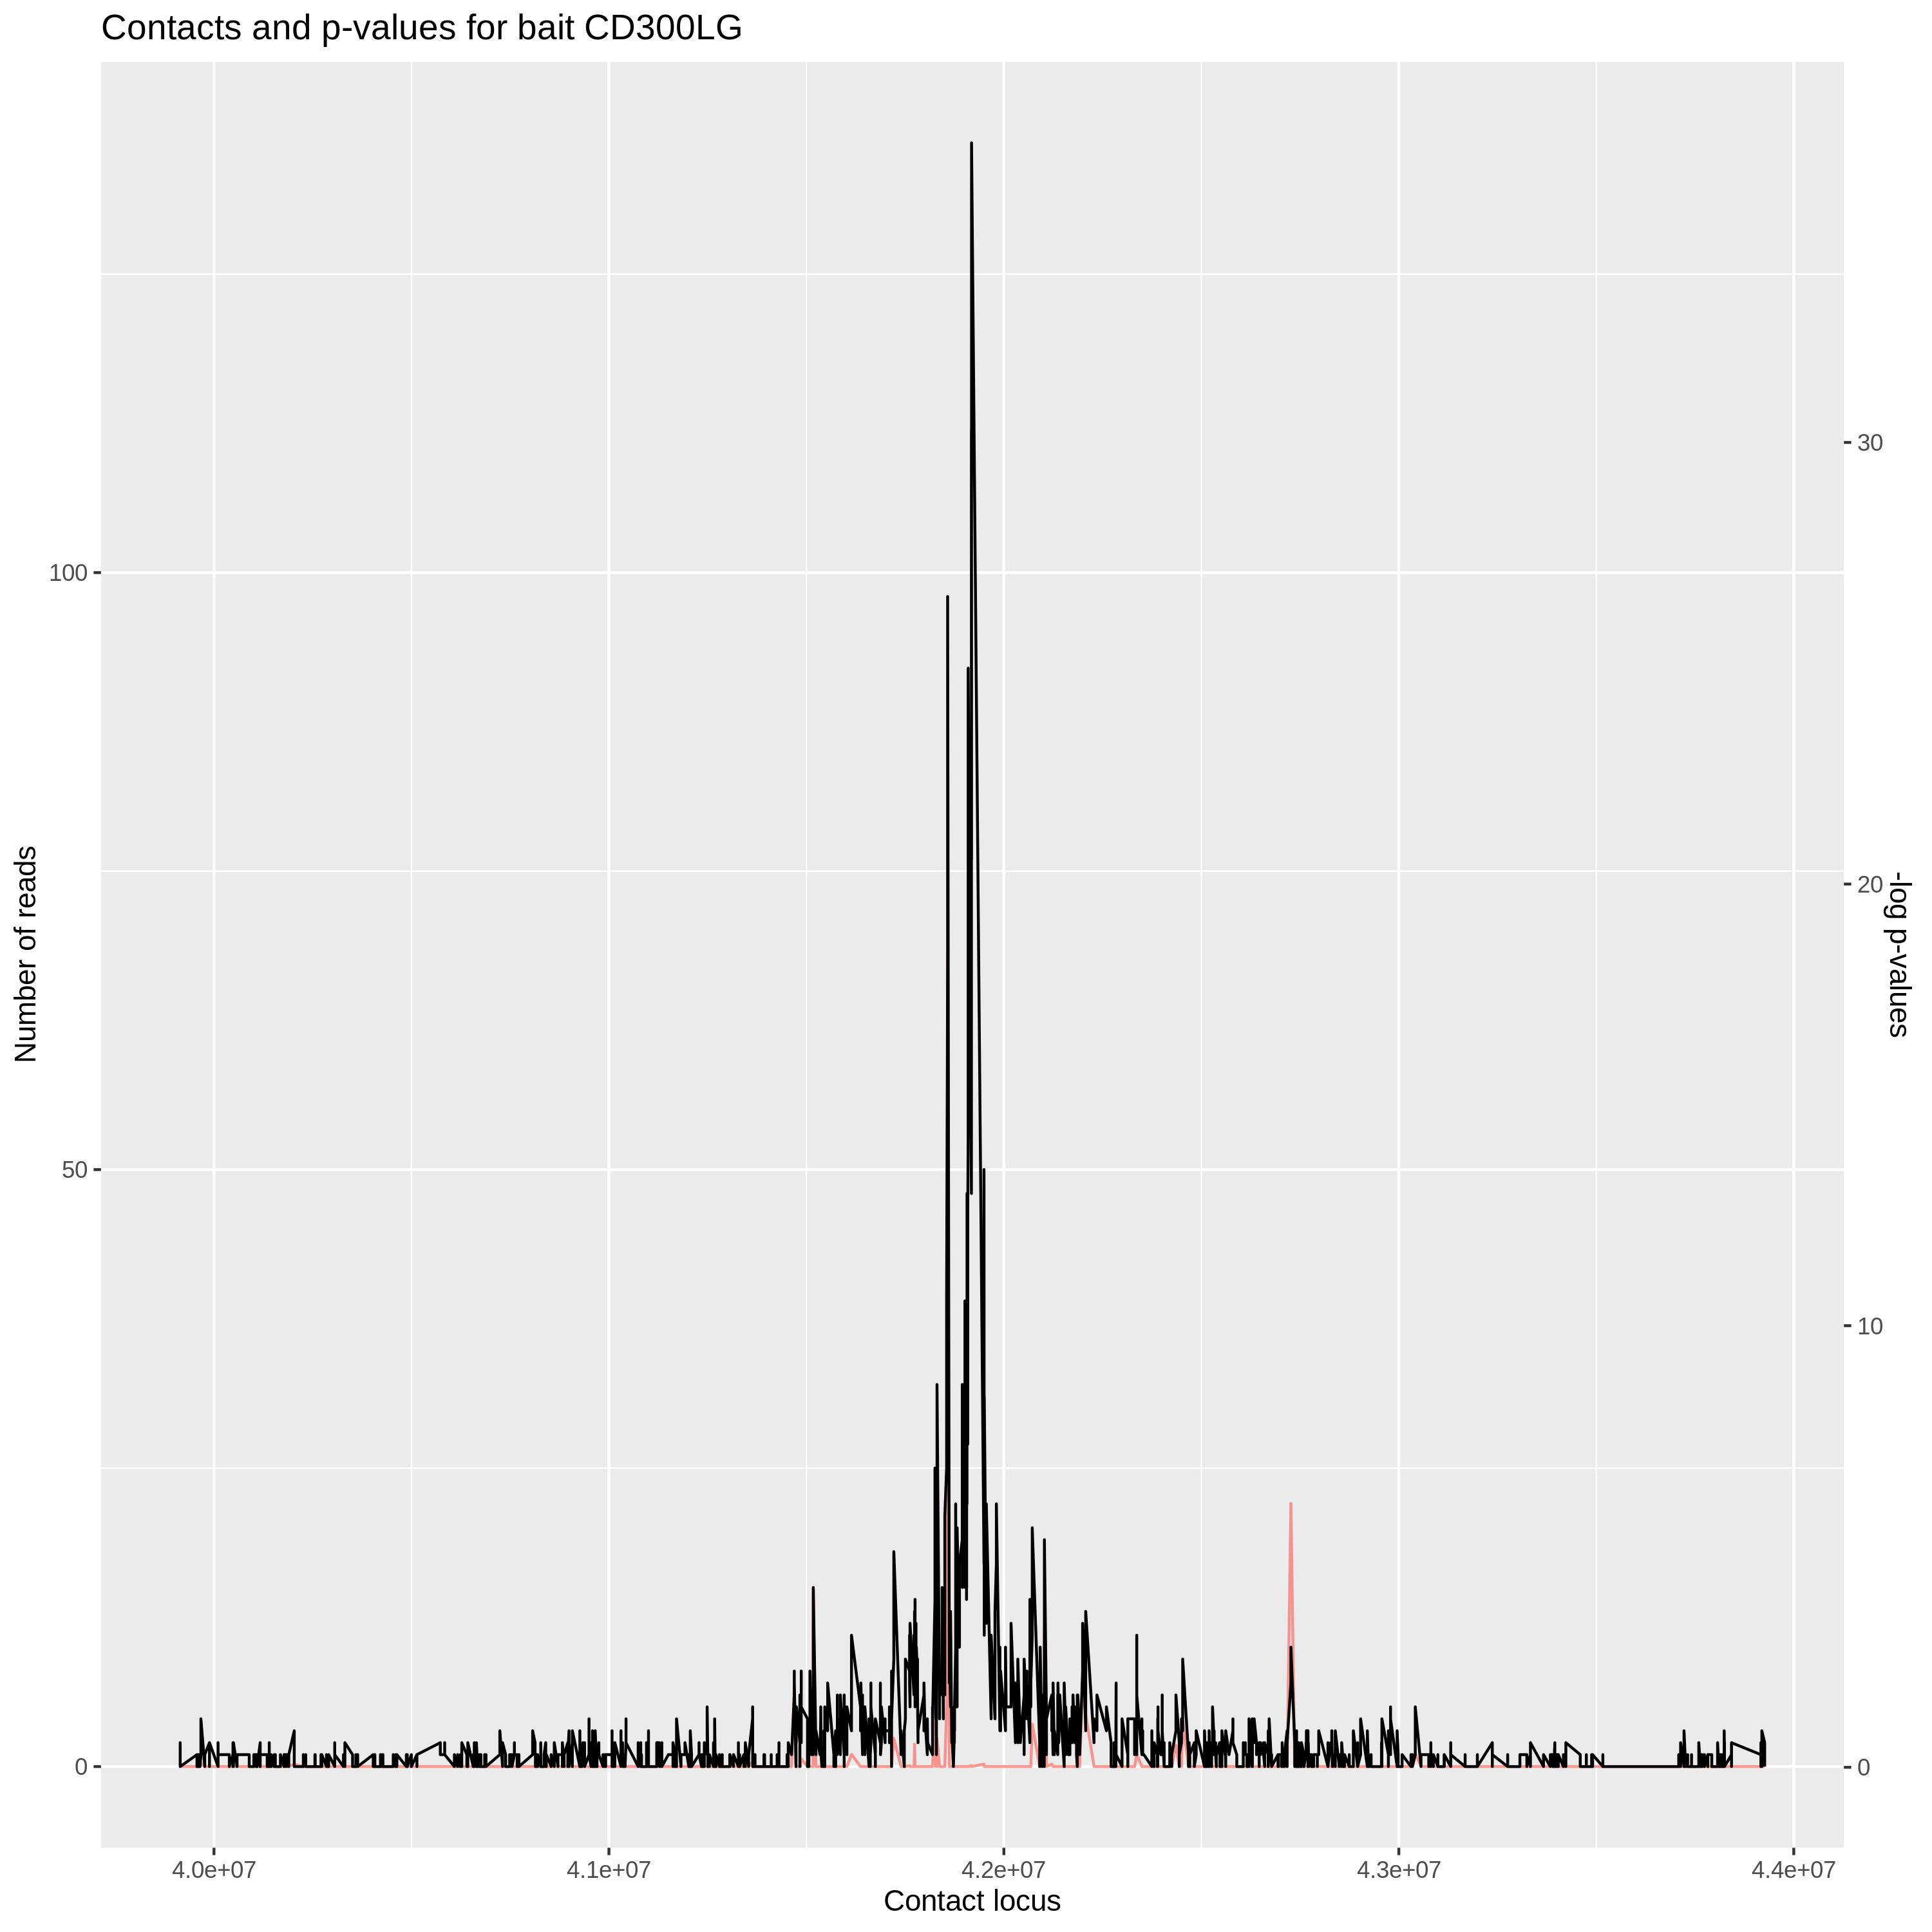 Contacts and p-values for bait CD300LG
Number of reads
100
50
0
30
20
10
0
-log p-values
4.0e+07
4.1e+07
4.2e+07
4.3e+07
4.4e+07
Contact locus